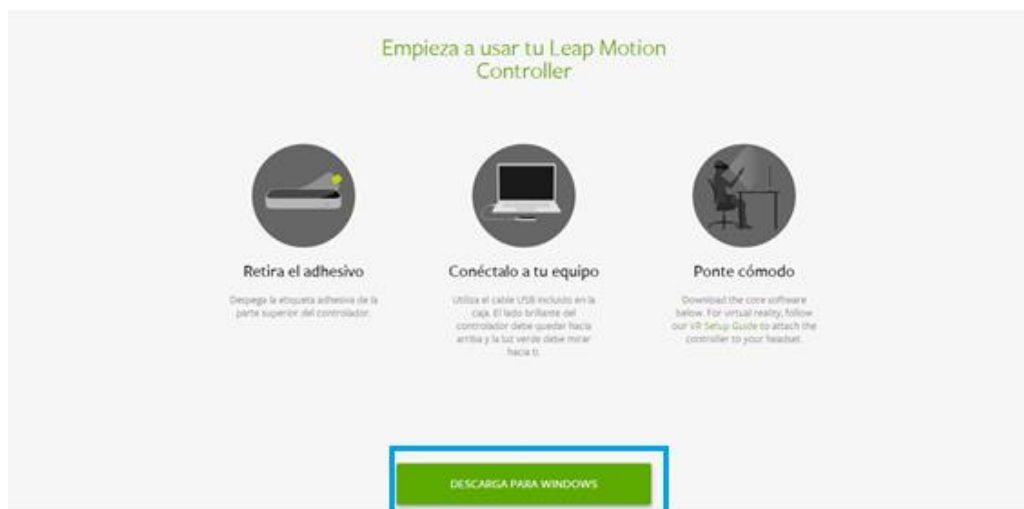 Empieza a usar tu Leap Motion
Controller
Retira el adhesivo
Despega la etiqueta adhesiva de la
parte superior del controlador.
Conéctalo a tu equipo
Utiliza el cable USB incluido en la
caja. El lado brillante del
controlador debe quedar hacia
arriba y la luz verde debe mirar
hacia ti.
Ponte cómodo
Download the core software
below. For virtual reality, follow
our VR Setup Guide to attach the
controller to your headset.
DESCARGA PARA WINDOWS